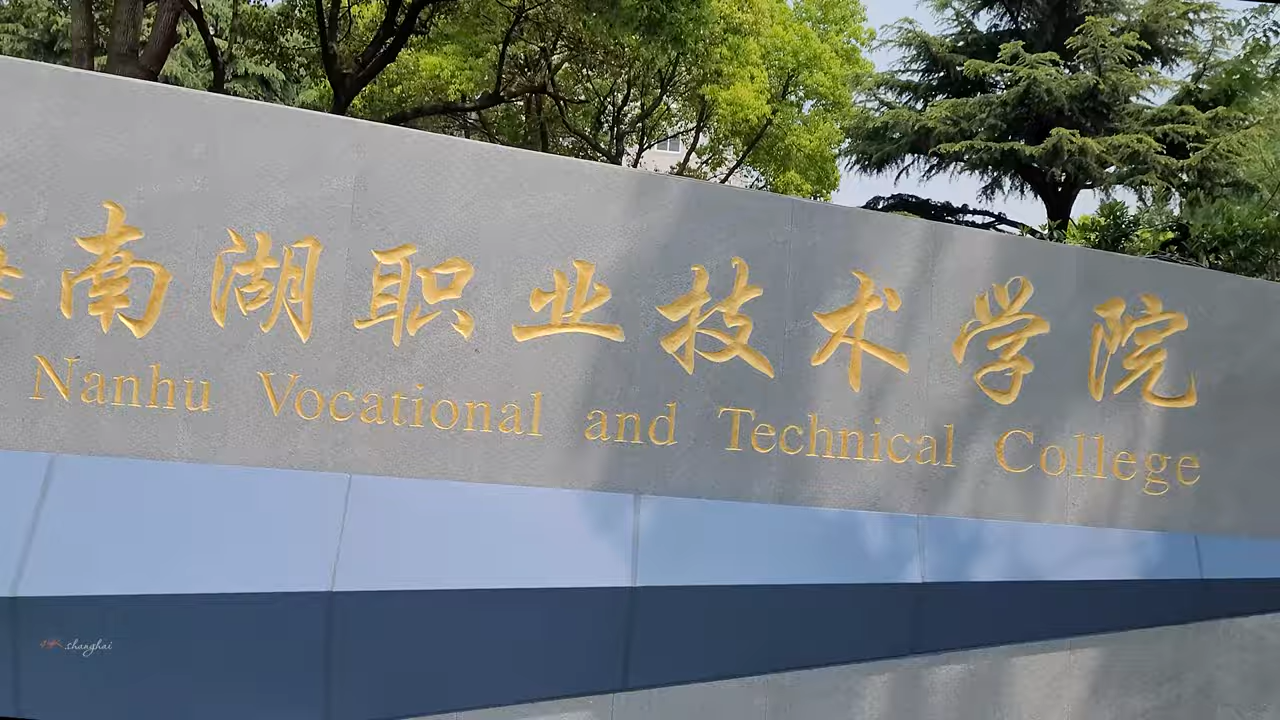 南湖职业技术学院
Nanhu Vocational and Technical College
shanghai